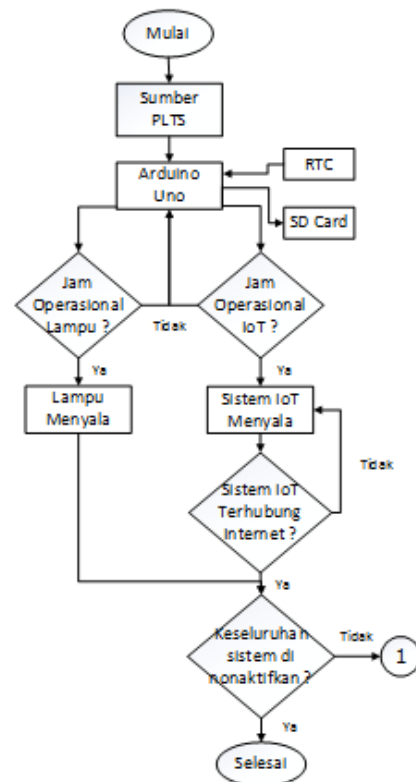 Mulai
Sumber
PLTS
Arduino
Uno
RTC
SD Card
Jam
Operasional
Lampu ?
Tidak
Jam
Operasional
IoT ?
Ya
Ya
Lampu
Menyala
Sistem IoT
Menyala
Tidak
Sistem IoT
Terhubung
Internet ?
Ya
Keseluruhan
sistem di
nonaktifkan ?
Tidak
1
Ya
Selesai